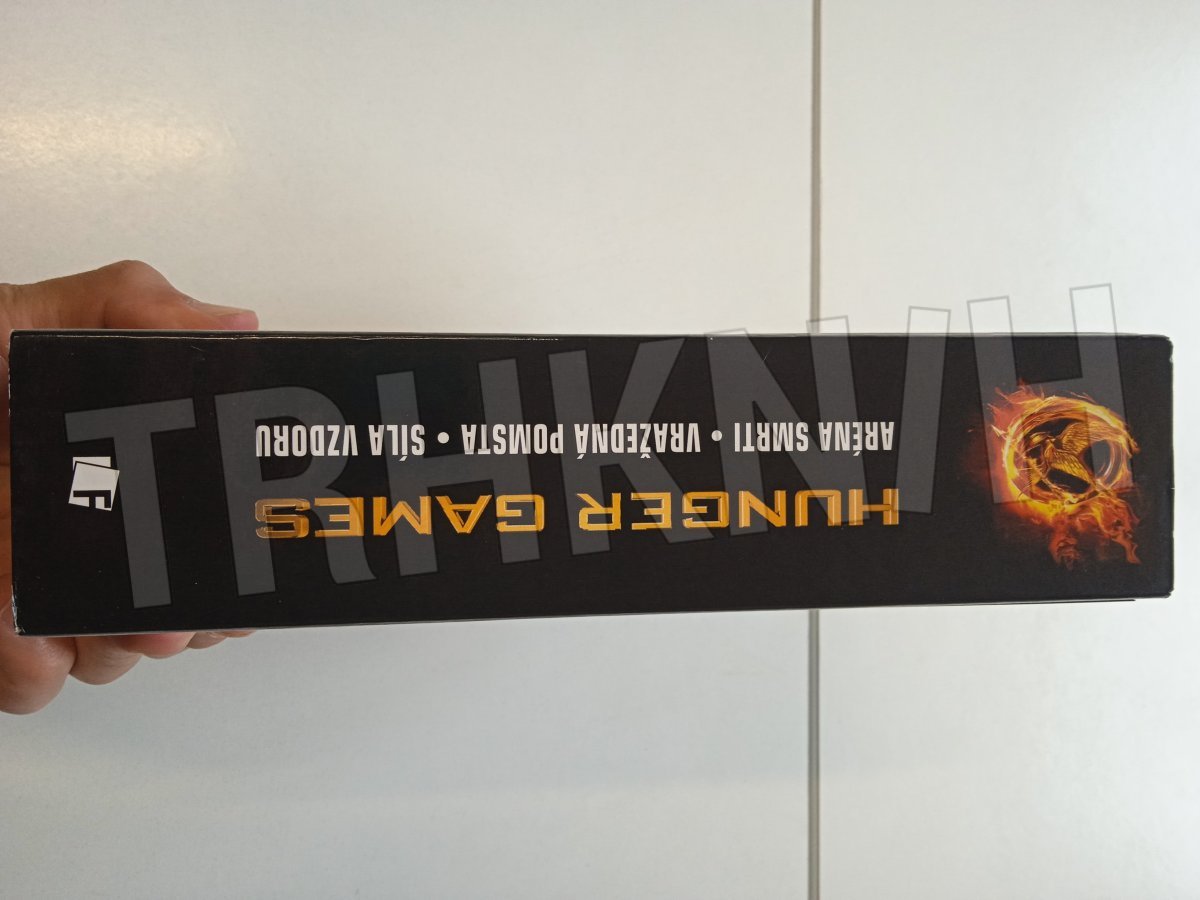 HUNGER GAMES
ARÉNA SMRTI • VRAŽEDNÁ POMSTA • SÍLA VZDORU
F
TRHKNIH